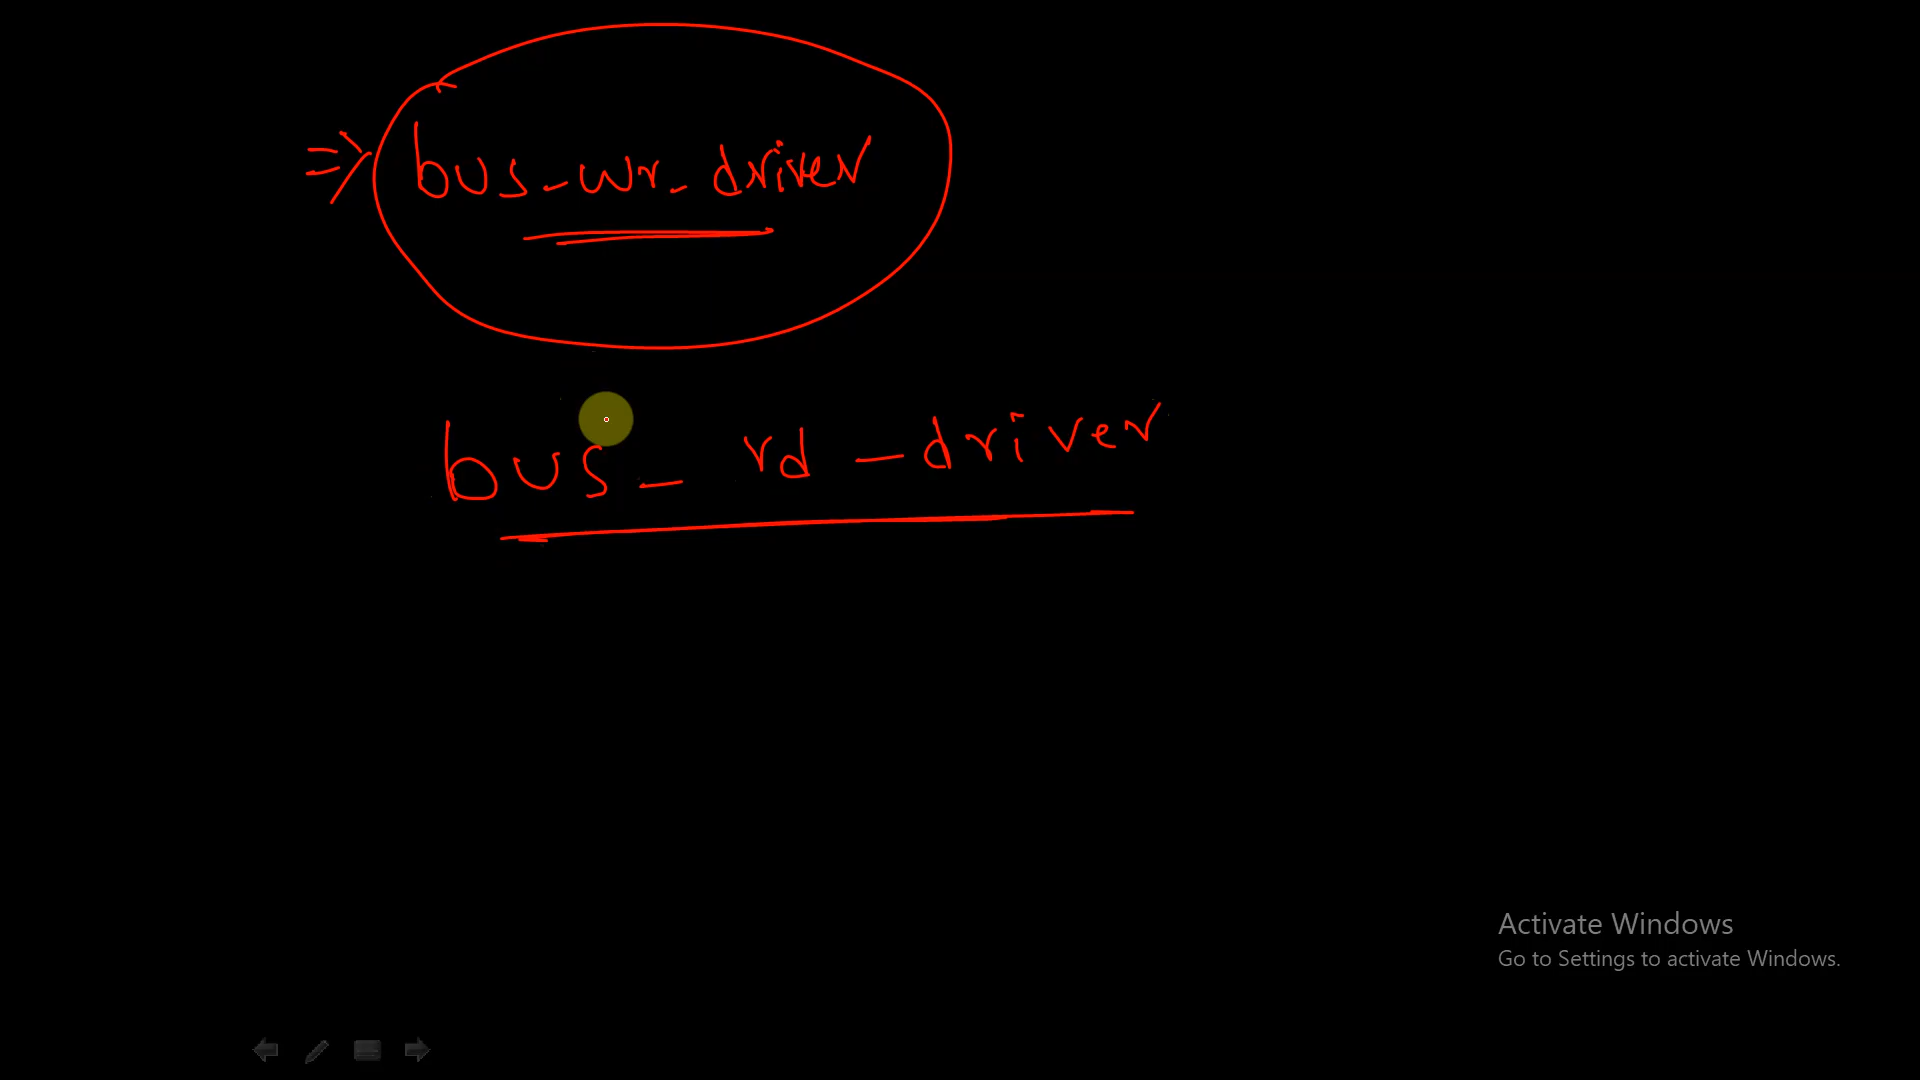 ⇒ bus_wr_driver
bus_rd_driver
Activate Windows
Go to Settings to activate Windows.